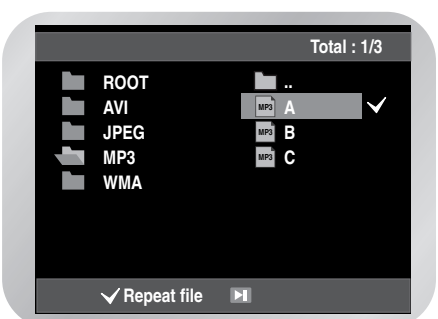 Total : 1/3
ROOT
AVI
JPEG
MP3
WMA
..
MP3 A
MP3 B
MP3 C
Repeat file